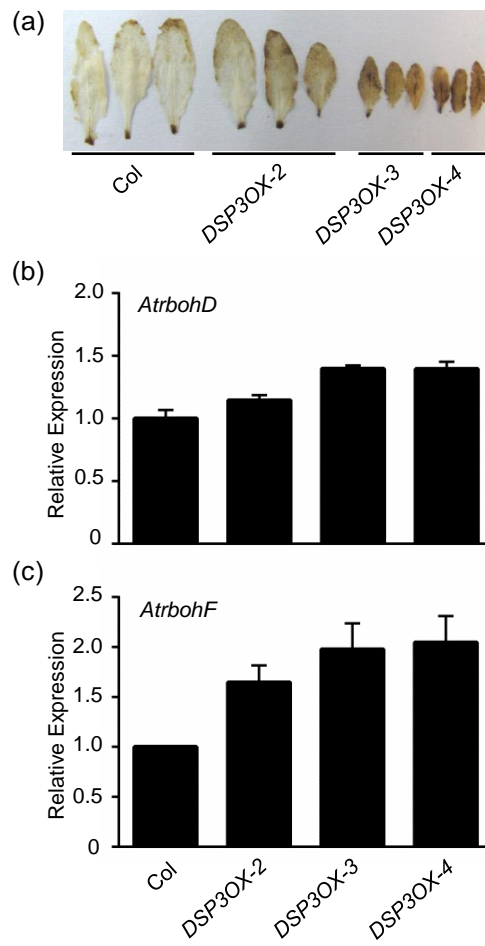 (a)
Col
DSP3OX-2
DSP3OX-3
DSP3OX-4
(b)
AtrbohD
Relative Expression
2.0
1.5
1.0
0.5
0
(c)
AtrbohF
Relative Expression
2.5
2.0
1.5
1.0
0.5
0
Col
DSP3OX-2
DSP3OX-3
DSP3OX-4